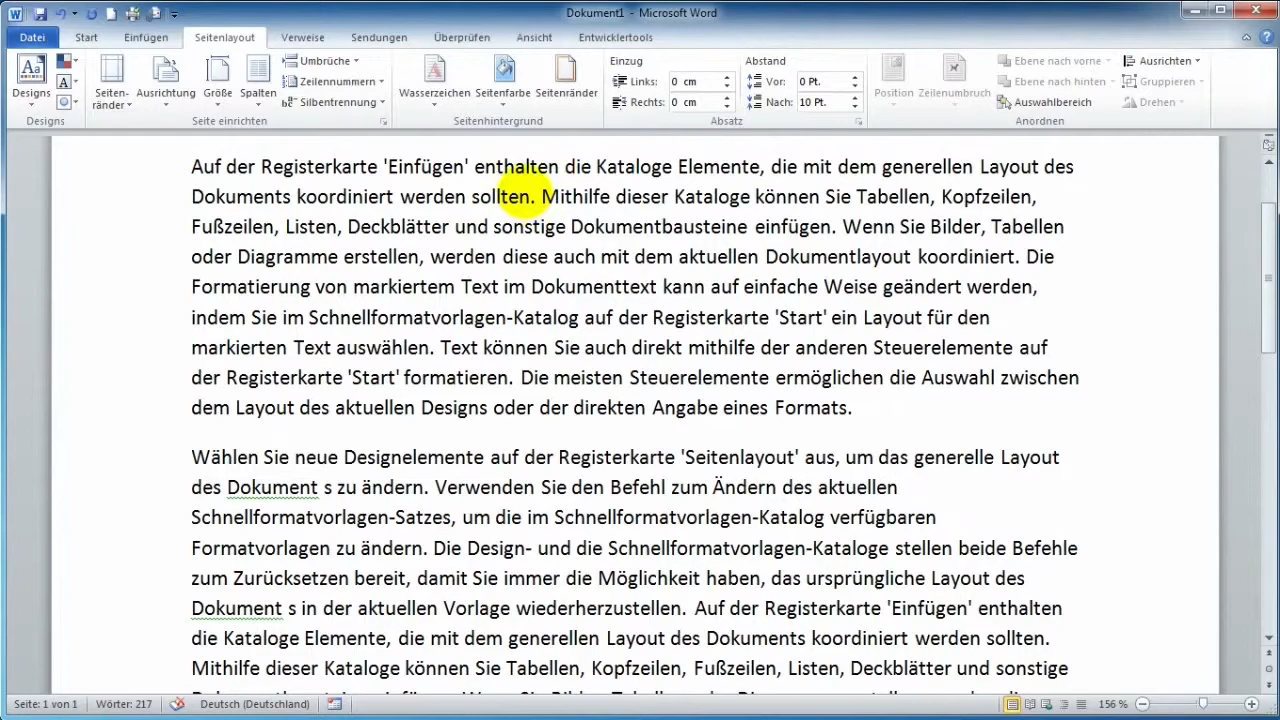 Dokument1 - Microsoft Word
Datei Start Einfügen Seitenlayout Verweise Sendungen Überprüfen Ansicht Entwicklertools
Designs
Designs
Seiten-
ränder
Ausrichtung
Größe
Spalten
Umbrüche
Zeilennummern
Silbentrennung
Seite einrichten
Wasserzeichen
Seitenfarbe
Seitenränder
Seitenhintergrund
Einzug
Links: 0 cm
Rechts: 0 cm
Abstand
Vor: 0 Pt.
Nach: 10 Pt.
Absatz
Position
Zeilenumbruch
Ebene nach vorne
Ebene nach hinten
Auswahlbereich
Ausrichten
Gruppieren
Drehen
Anordnen
Auf der Registerkarte 'Einfügen' enthalten die Kataloge Elemente, die mit dem generellen Layout des
Dokuments koordiniert werden sollten. Mithilfe dieser Kataloge können Sie Tabellen, Kopfzeilen,
Fußzeilen, Listen, Deckblätter und sonstige Dokumentbausteine einfügen. Wenn Sie Bilder, Tabellen
oder Diagramme erstellen, werden diese auch mit dem aktuellen Dokumentlayout koordiniert. Die
Formatierung von markiertem Text im Dokumenttext kann auf einfache Weise geändert werden,
indem Sie im Schnellformatvorlagen-Katalog auf der Registerkarte 'Start' ein Layout für den
markierten Text auswählen. Text können Sie auch direkt mithilfe der anderen Steuerelemente auf
der Registerkarte 'Start' formatieren. Die meisten Steuerelemente ermöglichen die Auswahl zwischen
dem Layout des aktuellen Designs oder der direkten Angabe eines Formats.
Wählen Sie neue Designelemente auf der Registerkarte 'Seitenlayout' aus, um das generelle Layout
des Dokument s zu ändern. Verwenden Sie den Befehl zum Ändern des aktuellen
Schnellformatvorlagen-Satzes, um die im Schnellformatvorlagen-Katalog verfügbaren
Formatvorlagen zu ändern. Die Design- und die Schnellformatvorlagen-Kataloge stellen beide Befehle
zum Zurücksetzen bereit, damit Sie immer die Möglichkeit haben, das ursprüngliche Layout des
Dokument s in der aktuellen Vorlage wiederherzustellen. Auf der Registerkarte 'Einfügen' enthalten
die Kataloge Elemente, die mit dem generellen Layout des Dokuments koordiniert werden sollten.
Mithilfe dieser Kataloge können Sie Tabellen, Kopfzeilen, Fußzeilen, Listen, Deckblätter und sonstige
Seite: 1 von 1 Wörter: 217 Deutsch (Deutschland) 156 %